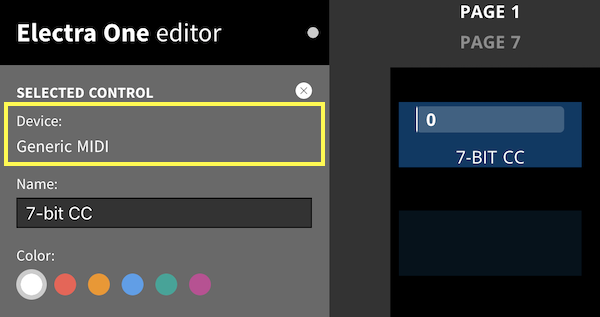 Electra One editor
SELECTED CONTROL
Device:
Generic MIDI
Name:
7-bit CC
Color:
PAGE 1
PAGE 7
0
7-BIT CC